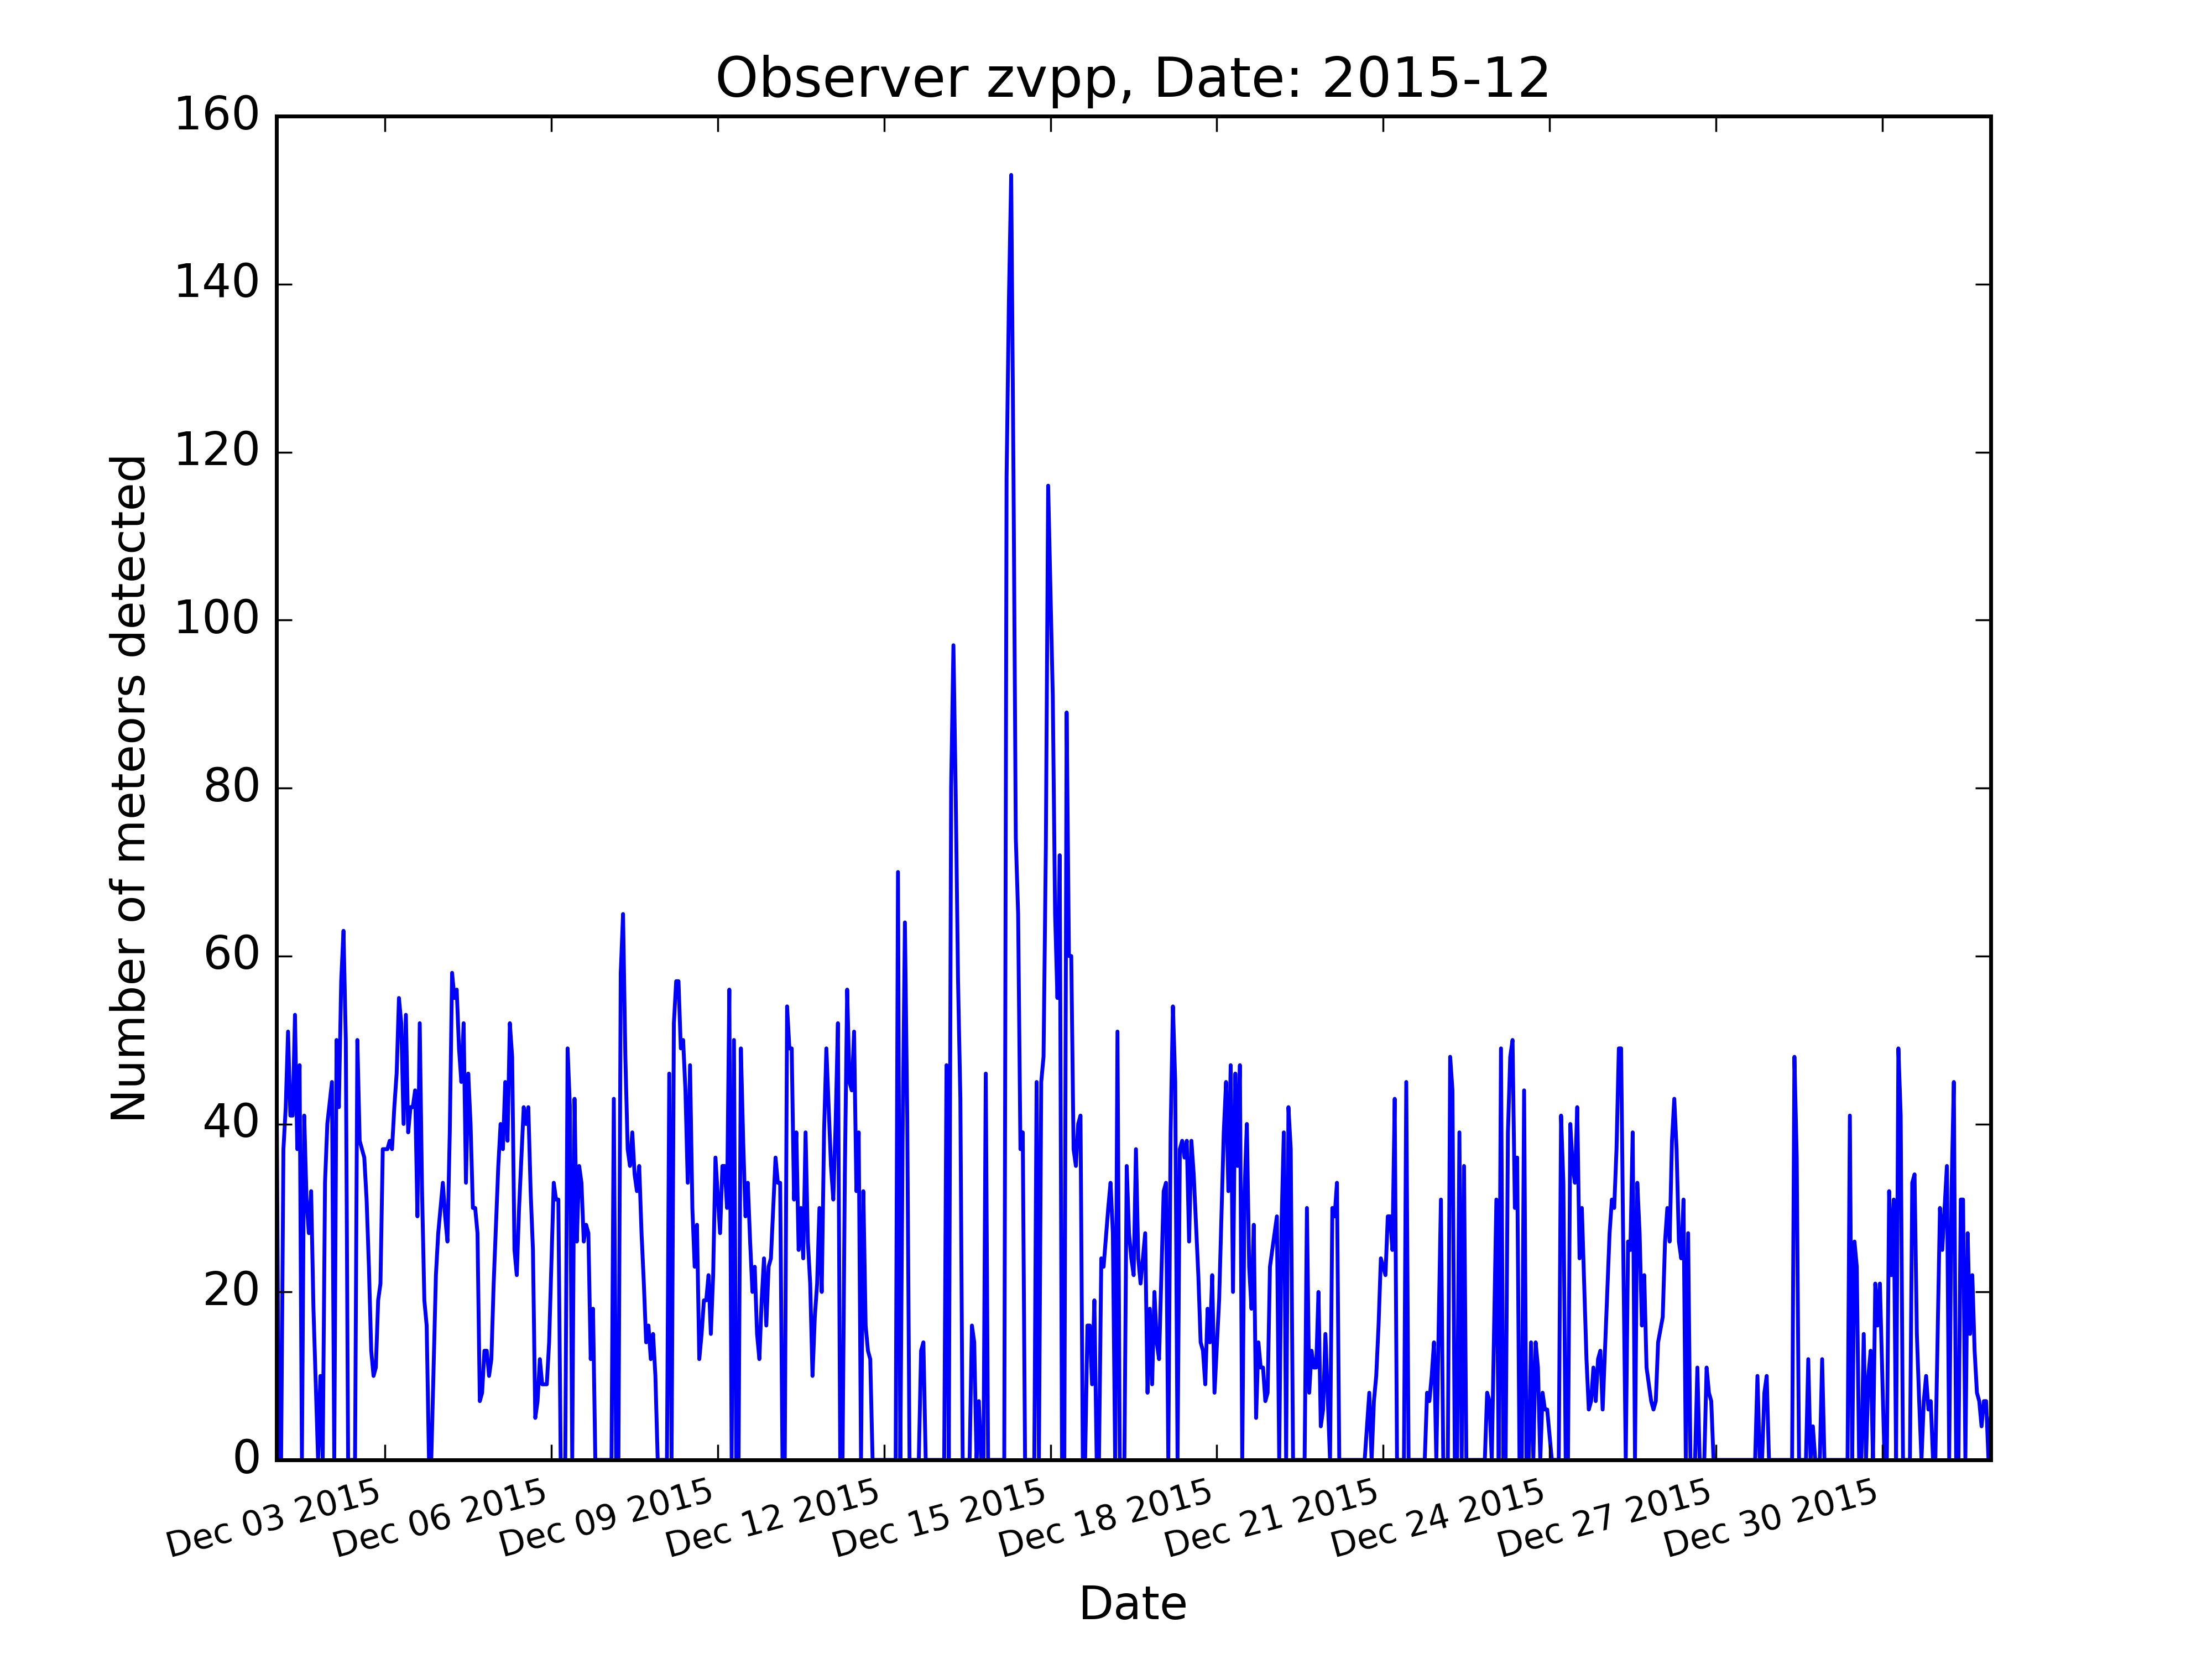 Observer zvpp, Date: 2015-12
160
140
120
100
80
60
40
20
0
Number of meteors detected
Dec 03 2015
Dec 06 2015
Dec 09 2015
Dec 12 2015
Dec 15 2015
Dec 18 2015
Dec 21 2015
Dec 24 2015
Dec 27 2015
Dec 30 2015
Date